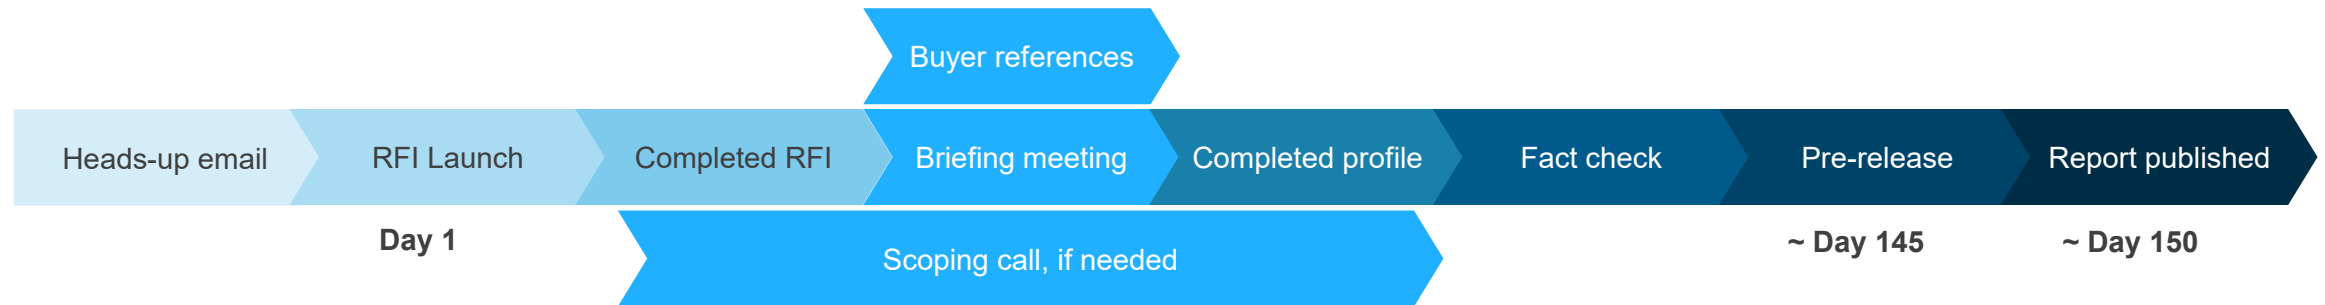 Buyer references
Heads-up email
RFI Launch
Completed RFI
Briefing meeting
Completed profile
Fact check
Pre-release
Report published
Day 1
Scoping call, if needed
~ Day 145
~ Day 150